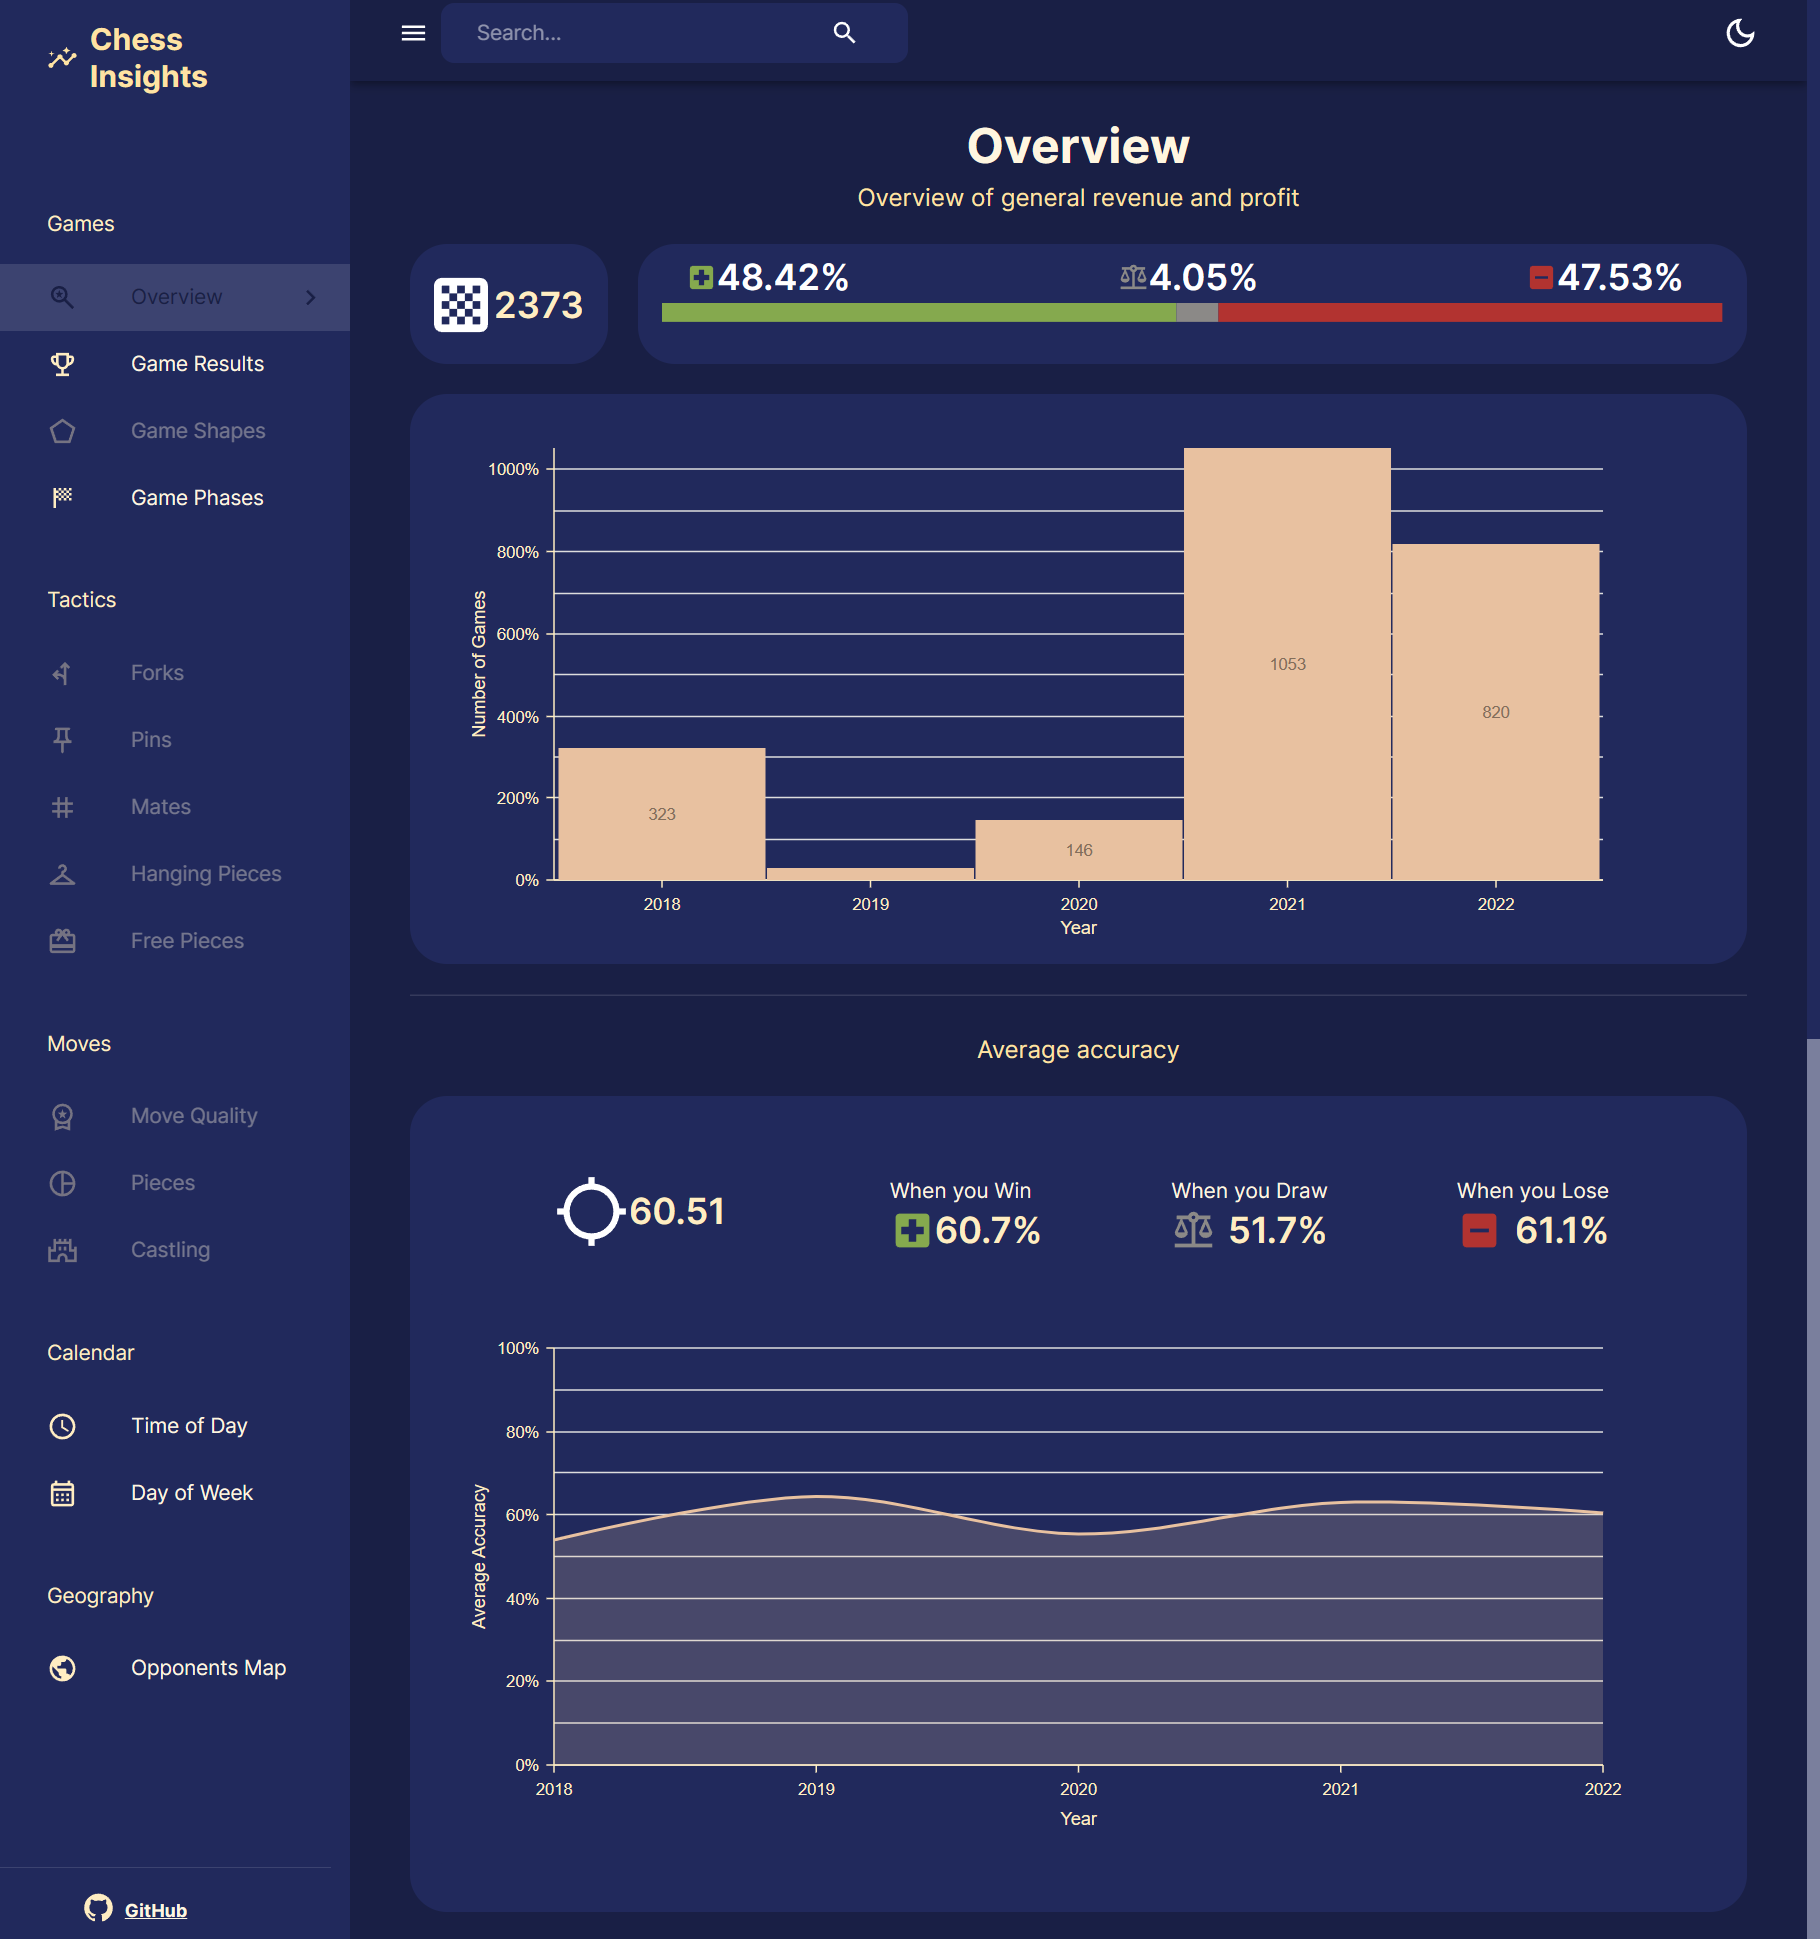 Chess
Insights
Search...
Games
Overview
Game Results
Game Shapes
Game Phases
Tactics
Forks
Pins
Mates
Hanging Pieces
Free Pieces
Moves
Move Quality
Pieces
Castling
Calendar
Time of Day
Day of Week
Geography
Opponents Map
GitHub
Overview
Overview of general revenue and profit
2373
48.42%
4.05%
47.53%
1000%
800%
600%
400%
200%
0%
Number of Games
323
146
1053
820
2018
2019
2020
2021
2022
Year
Average accuracy
60.51
When you Win
60.7%
When you Draw
51.7%
When you Lose
61.1%
100%
80%
60%
40%
20%
0%
Average Accuracy
2018
2019
2020
2021
2022
Year